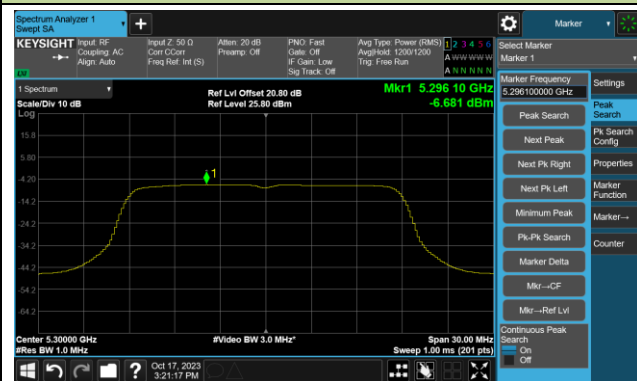 Spectrum Analyzer 1
Swept SA
Marker
KEYSIGHT
Input: RF
Coupling: AC
Align: Auto
Input Z: 50 Ω
Corr CCorr
Freq Ref: Int (S)
Atten: 20 dB
Preamp: Off
PNO: Fast
Gate: Off
IF Gain: Low
Sig Track: Off
Avg Type: Power (RMS)
Avg|Hold: 1200/1200
Trig: Free Run
1 2 3 4 5 6
A W W W W W
A N N N N N
Select Marker
Marker 1
1 Spectrum
Scale/Div 10 dB
Log
Ref Lvl Offset 20.80 dB
Ref Level 25.80 dBm
Mkr1 5.296 10 GHz
-6.681 dBm
15.8
5.80
-4.20
-14.2
-24.2
-34.2
-44.2
-54.2
-64.2
1
Center 5.30000 GHz
#Res BW 1.0 MHz
#Video BW 3.0 MHz*
Span 30.00 MHz
Sweep 1.00 ms (201 pts)
Marker Frequency
5.296100000 GHz
Peak Search
Next Peak
Next Pk Right
Next Pk Left
Minimum Peak
Pk-Pk Search
Marker Delta
Mkr→CF
Mkr→Ref Lvl
Continuous Peak
Search
On
Off
Settings
Peak
Search
Pk Search
Config
Properties
Marker
Function
Marker→
Counter
?
Oct 17, 2023
3:21:17 PM